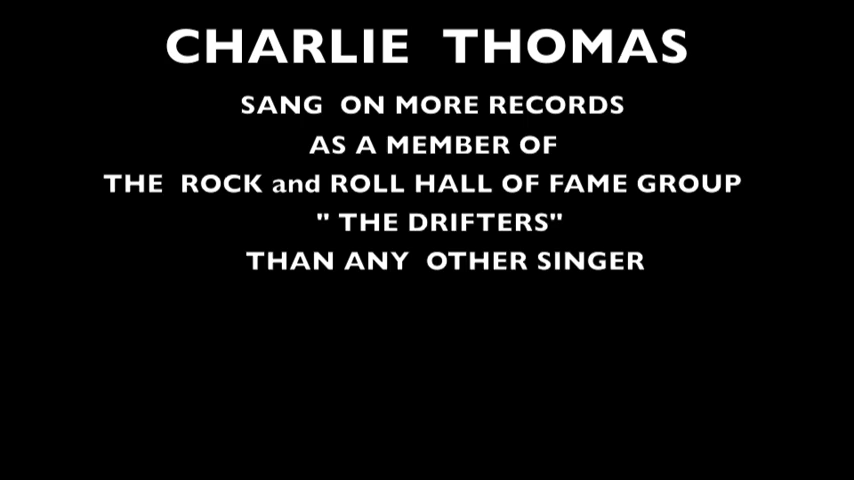 CHARLIE THOMAS
SANG ON MORE RECORDS
AS A MEMBER OF
THE ROCK and ROLL HALL OF FAME GROUP
" THE DRIFTERS"
THAN ANY OTHER SINGER